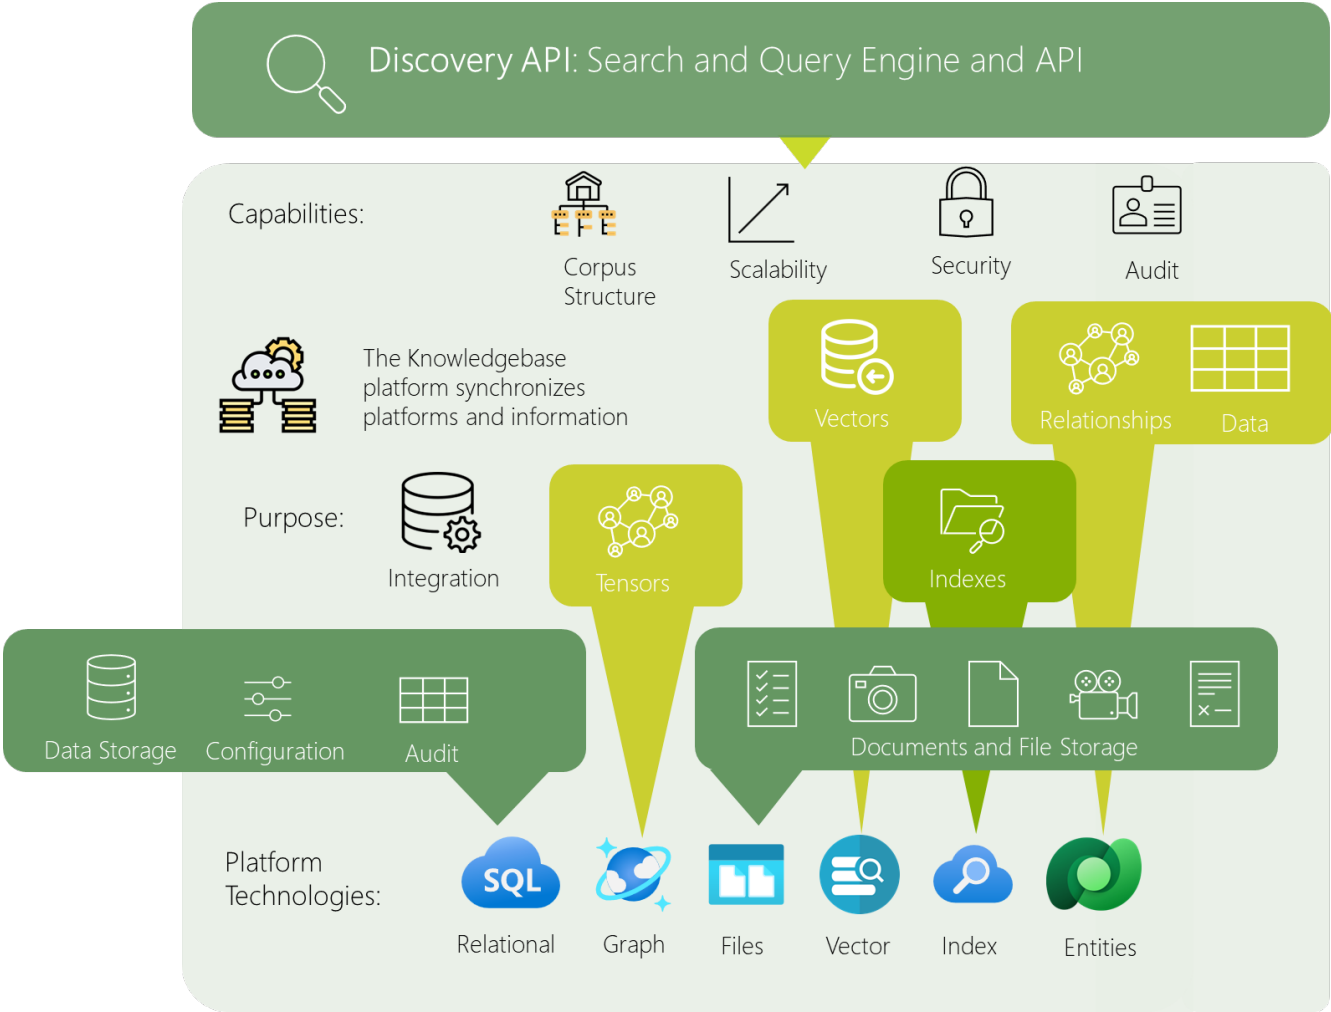 Discovery API: Search and Query Engine and API
Capabilities:
Corpus
Structure
Scalability
Security
Audit
The Knowledgebase
platform synchronizes
platforms and information
Vectors
Relationships
Data
Purpose:
Integration
Tensors
Indexes
Data Storage
Configuration
Audit
Documents and File Storage
Platform
Technologies:
SQL
Relational
Graph
Files
Vector
Index
Entities